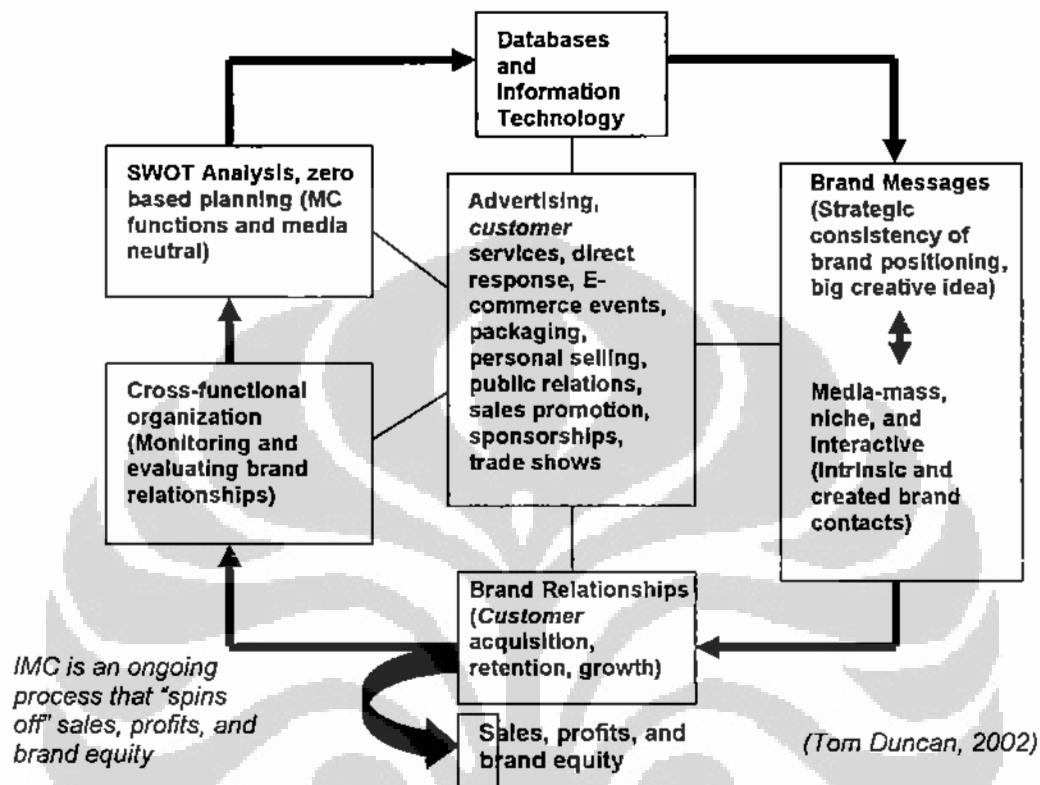 Databases
and
Information
Technology
SWOT Analysis, zero
based planning (MC
functions and media
neutral)
Advertising,
customer
services, direct
response, E-
commerce events,
packaging,
personal selling,
public relations,
sales promotion,
sponsorships,
trade shows
Brand Messages
(Strategic
consistency of
brand positioning,
big creative idea)
Media-mass,
niche, and
interactive
(Intrinsic and
created brand
contacts)
Cross-functional
organization
(Monitoring and
evaluating brand
relationships)
Brand Relationships
(Customer
acquisition,
retention, growth)
IMC is an ongoing
process that "spins
off" sales, profits, and
brand equity
Sales, profits, and
brand equity
(Tom Duncan, 2002)